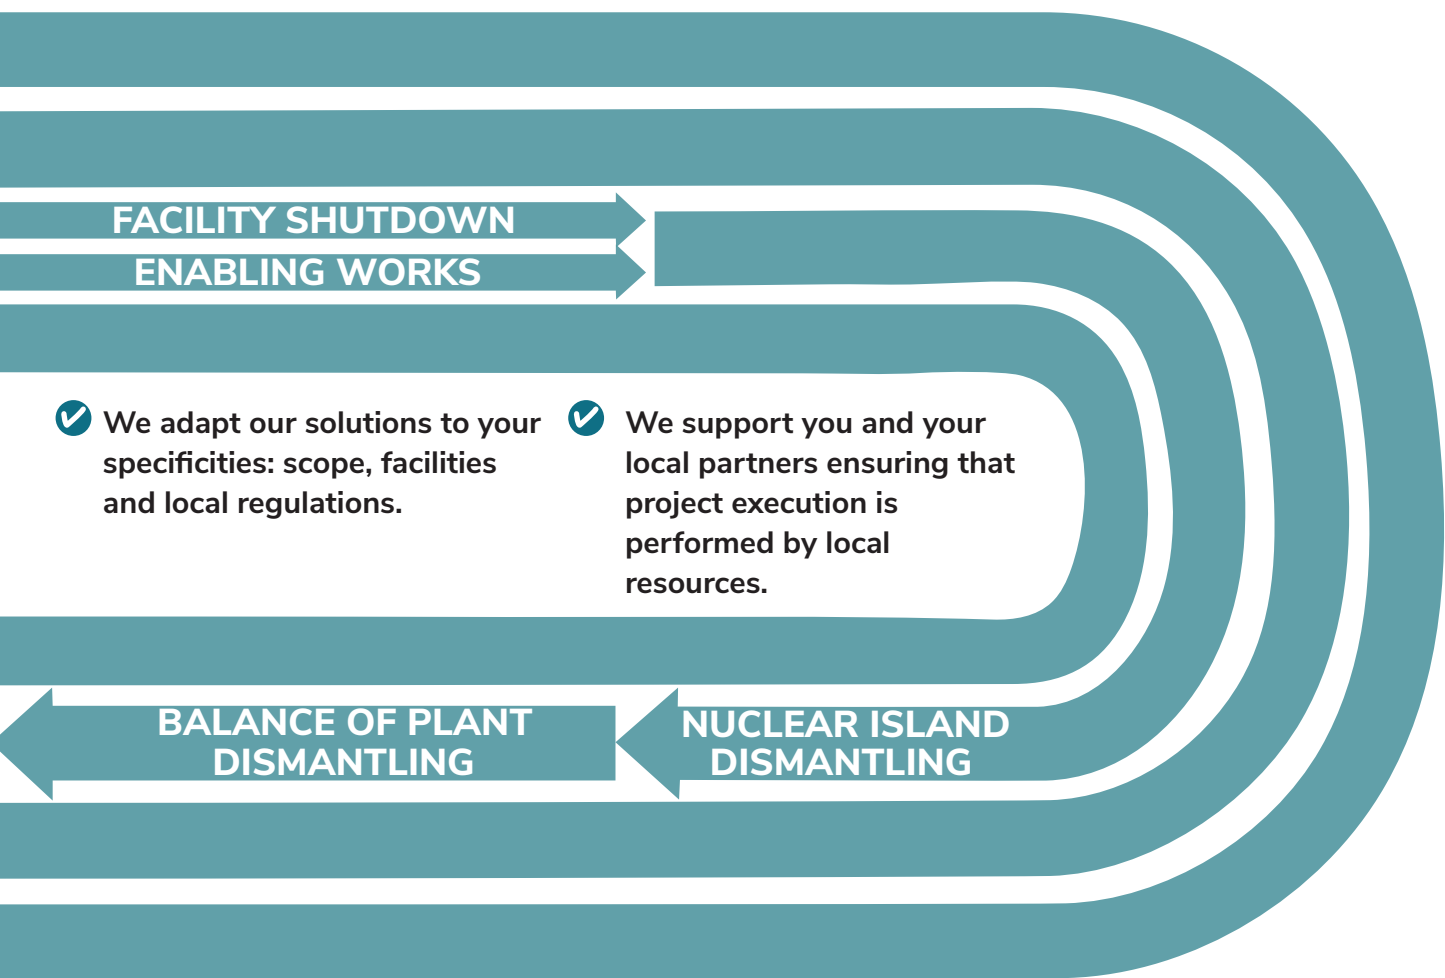 FACILITY SHUTDOWN
ENABLING WORKS
We adapt our solutions to your
specificities: scope, facilities
and local regulations.
We support you and your
local partners ensuring that
project execution is
performed by local
resources.
BALANCE OF PLANT
DISMANTLING
NUCLEAR ISLAND
DISMANTLING